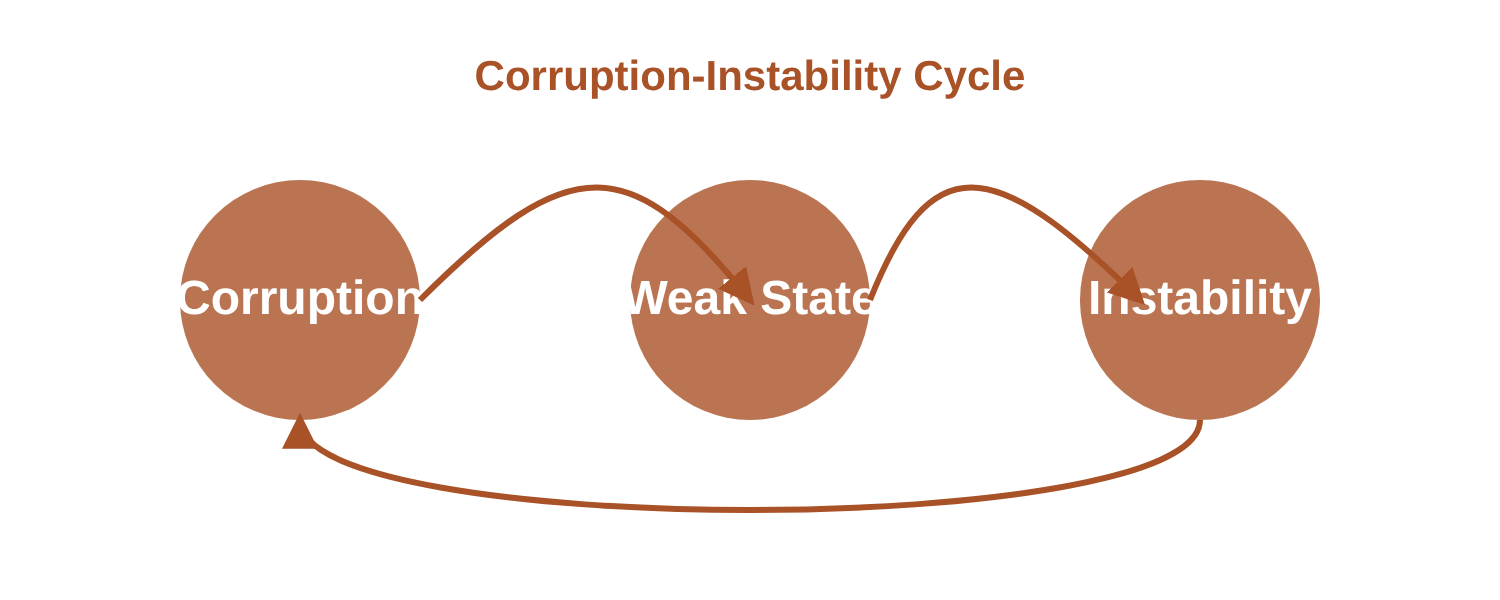 Corruption-Instability Cycle
Corruption
Weak State
Instability